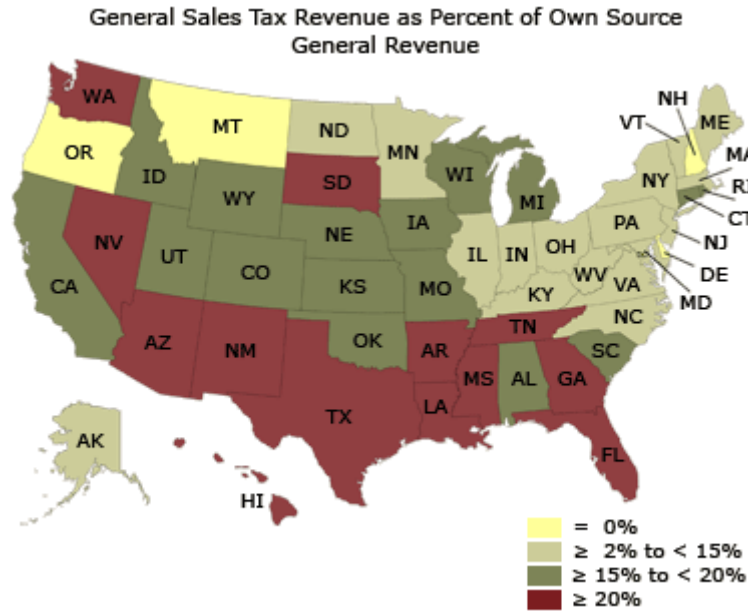 General Sales Tax Revenue as Percent of Own Source
General Revenue
WA
MT
ND
MN
VT
NH
ME
OR
ID
WY
SD
WI
MI
NY
MA
RI
CT
NV
UT
CO
NE
IA
IL
IN
OH
PA
NJ
CA
KS
MO
KY
WV
VA
DE
MD
AZ
NM
OK
AR
TN
NC
SC
TX
LA
MS
AL
GA
FL
AK
HI
= 0%
≥ 2% to < 15%
≥ 15% to < 20%
≥ 20%